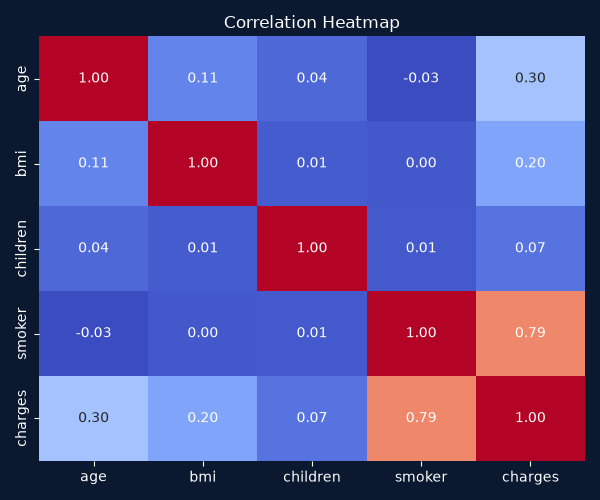 Correlation Heatmap
age 1.00 0.11 0.04 -0.03 0.30
bmi 0.11 1.00 0.01 0.00 0.20
children 0.04 0.01 1.00 0.01 0.07
smoker -0.03 0.00 0.01 1.00 0.79
charges 0.30 0.20 0.07 0.79 1.00
age bmi children smoker charges